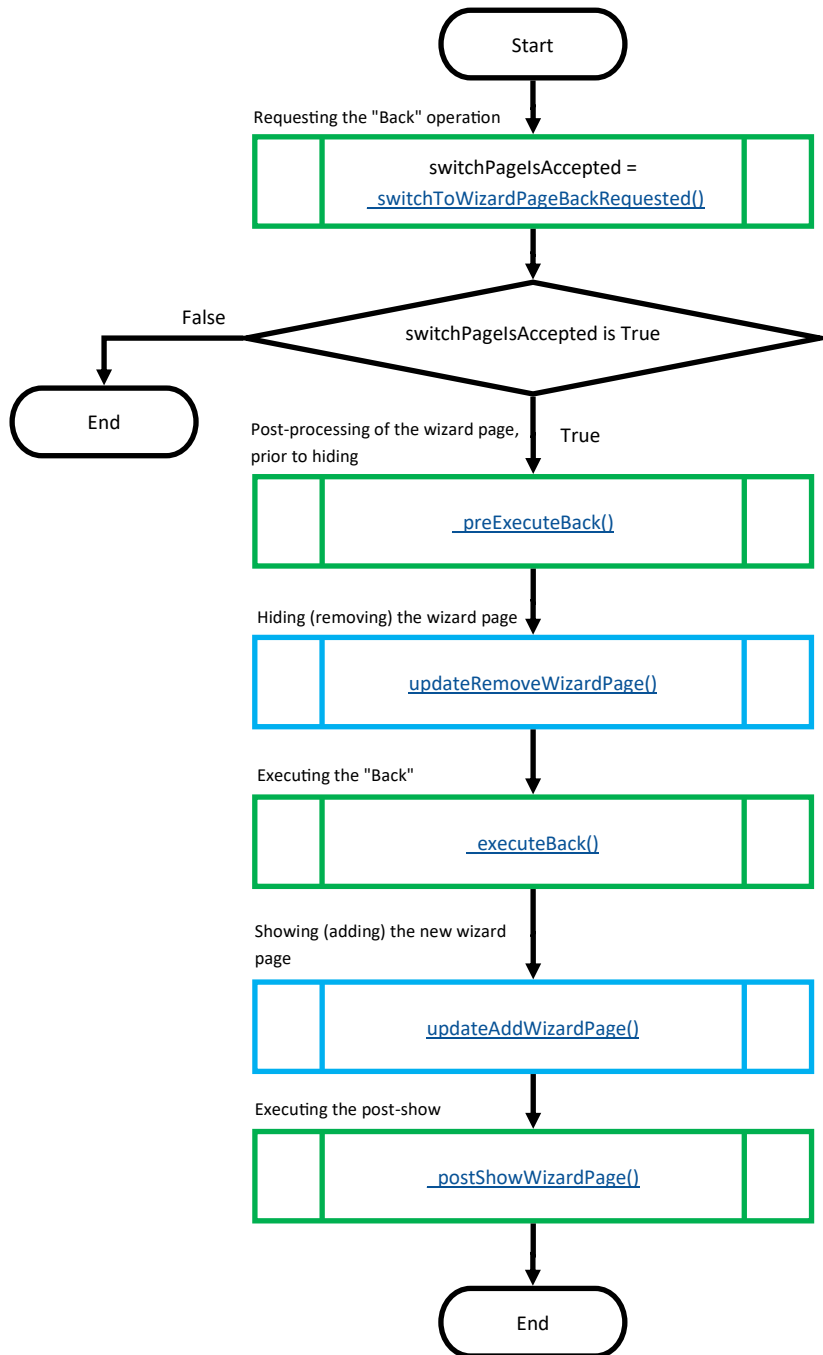 Start
Requesting the "Back" operation
switchPageIsAccepted =
_switchToWizardPageBackRequested()
False
switchPageIsAccepted is True
End
Post-processing of the wizard page,
prior to hiding
True
_preExecuteBack()
Hiding (removing) the wizard page
updateRemoveWizardPage()
Executing the "Back"
_executeBack()
Showing (adding) the new wizard
page
updateAddWizardPage()
Executing the post-show
_postShowWizardPage()
End